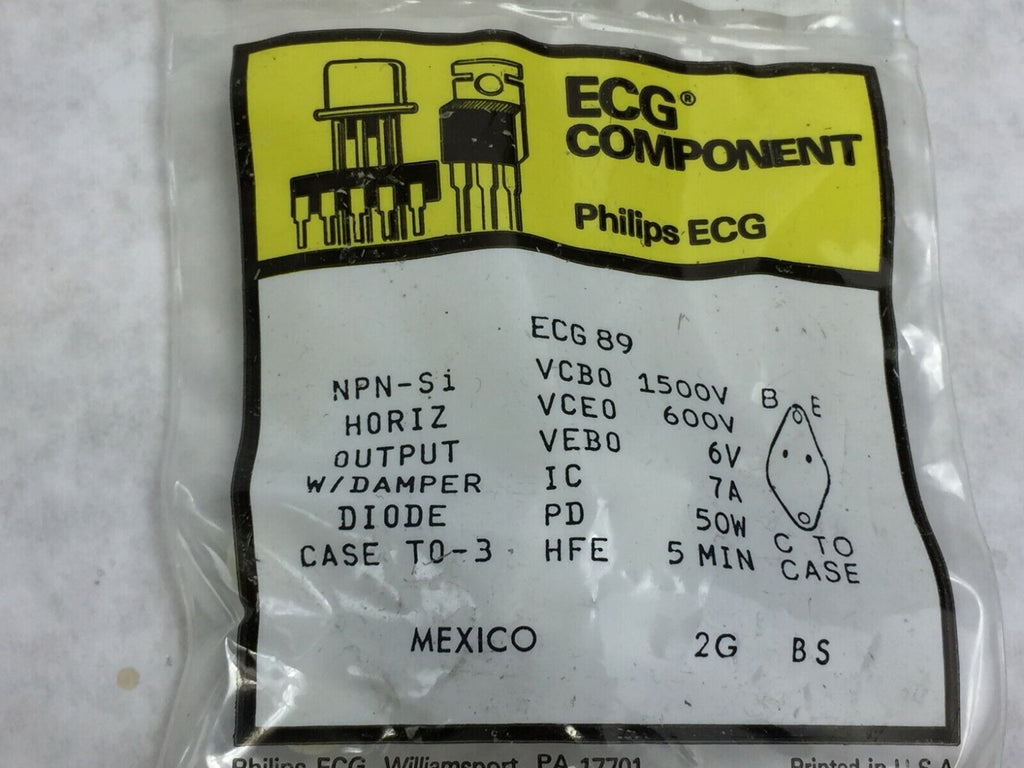 ECG®
COMPONENT
Philips ECG
ECG 89
NPN-Si
HORIZ
OUTPUT
W/DAMPER
DIODE
CASE TO-3
VCBO 1500V
VCEO 600V
VEBO 6V
IC 7A
PD 50W
HFE 5 MIN
B E
C TO
CASE
MEXICO 2G BS
Philips ECG, Williamsport, PA 17701 Printed in U.S.A.